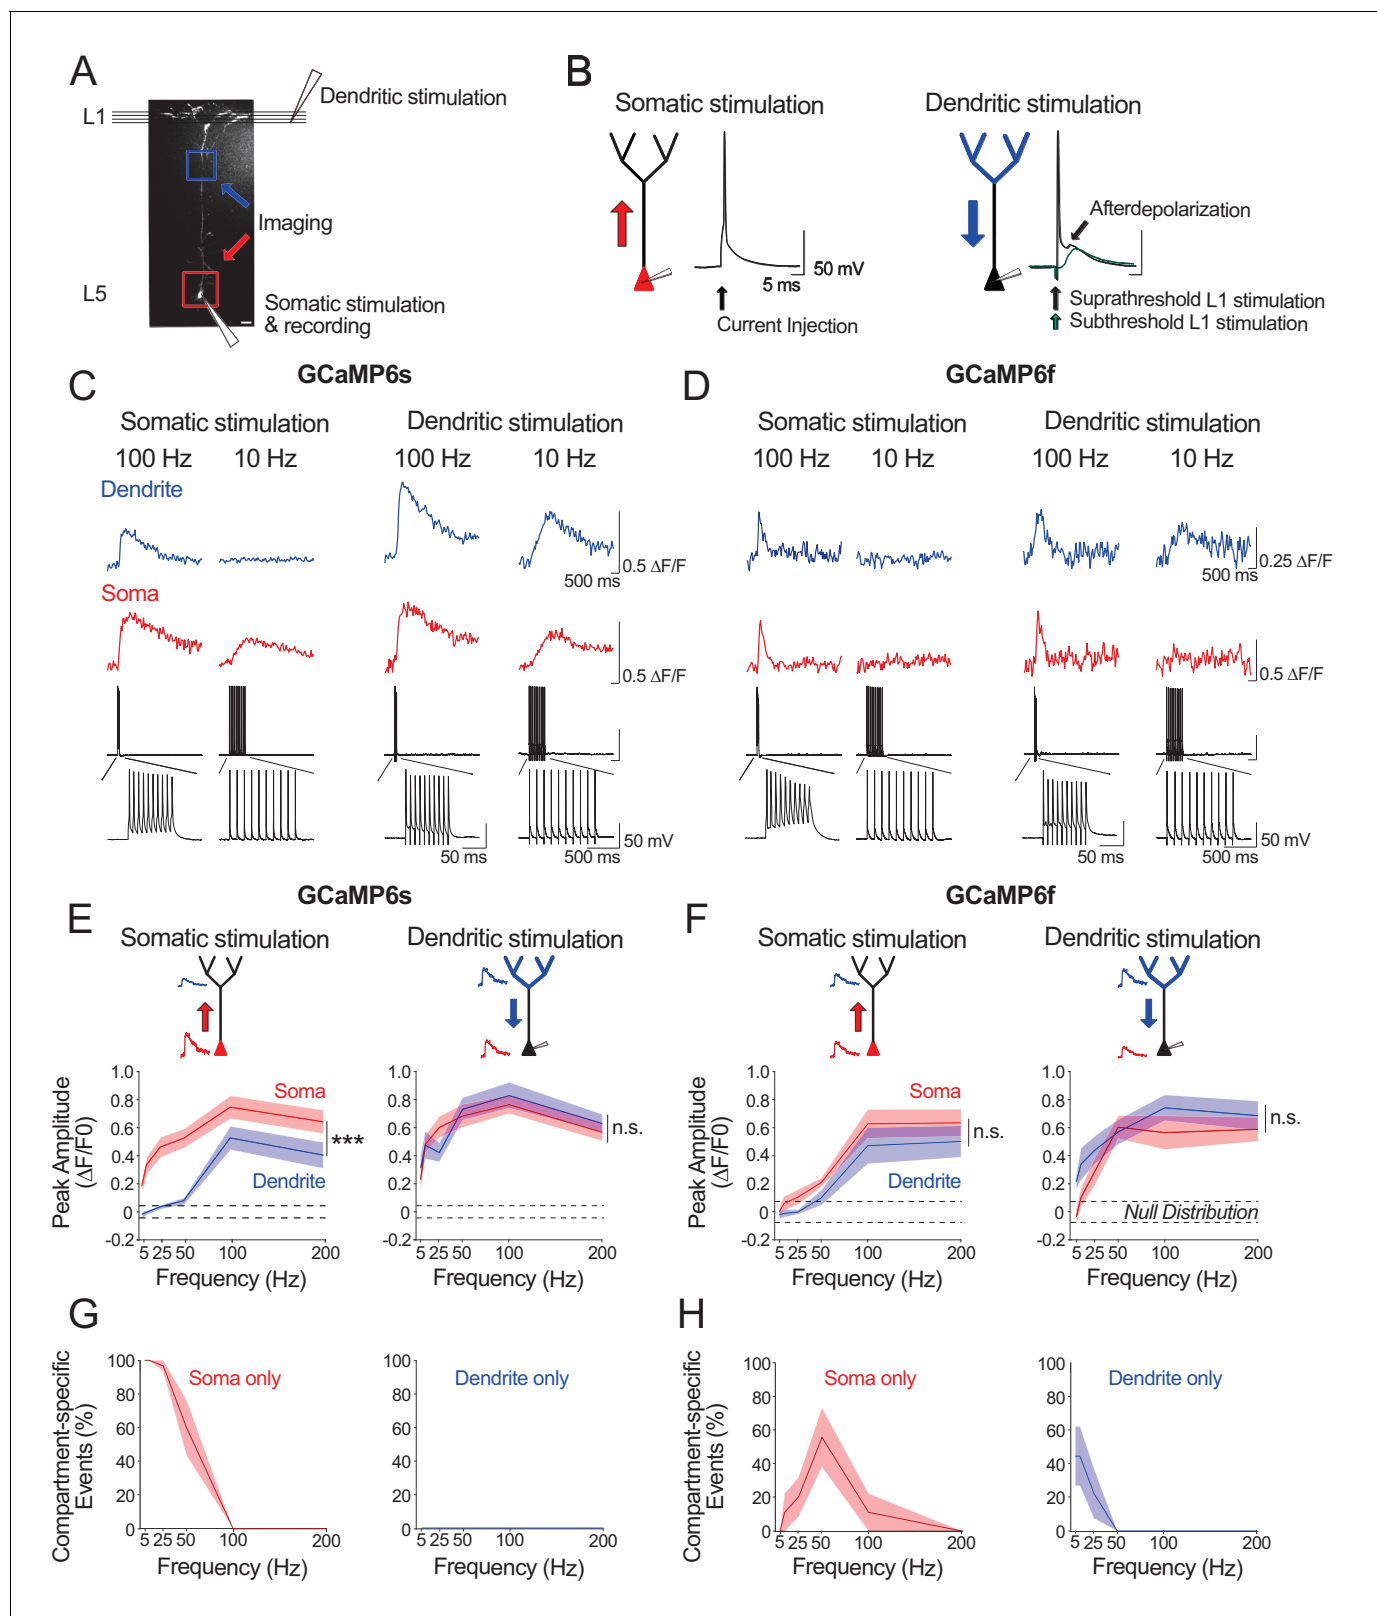 A
Dendritic stimulation
L1
Imaging
L5
Somatic stimulation
& recording
B
Somatic stimulation
Dendritic stimulation
Afterdepolarization
50 mV
5 ms
Current Injection
Suprathreshold L1 stimulation
Subthreshold L1 stimulation
C
GCaMP6s
Somatic stimulation
Dendritic stimulation
100 Hz
10 Hz
100 Hz
10 Hz
Dendrite
0.5 ΔF/F
500 ms
Soma
0.5 ΔF/F
50 mV
50 ms
500 ms
D
GCaMP6f
Somatic stimulation
Dendritic stimulation
100 Hz
10 Hz
100 Hz
10 Hz
0.25 ΔF/F
500 ms
0.5 ΔF/F
50 mV
50 ms
500 ms
E
GCaMP6s
Somatic stimulation
Dendritic stimulation
Peak Amplitude
(ΔF/F0)
1.0
0.8
0.6
0.4
0.2
0
-0.2
Soma
***
Dendrite
5 25 50 100 200
Frequency (Hz)
1.0
0.8
0.6
0.4
0.2
0
-0.2
n.s.
5 25 50 100 200
Frequency (Hz)
F
GCaMP6f
Somatic stimulation
Dendritic stimulation
Peak Amplitude
(ΔF/F0)
1.0
0.8
0.6
0.4
0.2
0
-0.2
Soma
n.s.
Dendrite
5 25 50 100 200
Frequency (Hz)
1.0
0.8
0.6
0.4
0.2
0
-0.2
n.s.
Null Distribution
5 25 50 100 200
Frequency (Hz)
G
Compartment-specific
Events (%)
100
80
60
40
20
0
Soma only
5 25 50 100 200
Frequency (Hz)
100
80
60
40
20
0
Dendrite only
5 25 50 100 200
Frequency (Hz)
H
Compartment-specific
Events (%)
100
80
60
40
20
0
Soma only
5 25 50 100 200
Frequency (Hz)
100
80
60
40
20
0
Dendrite only
5 25 50 100 200
Frequency (Hz)